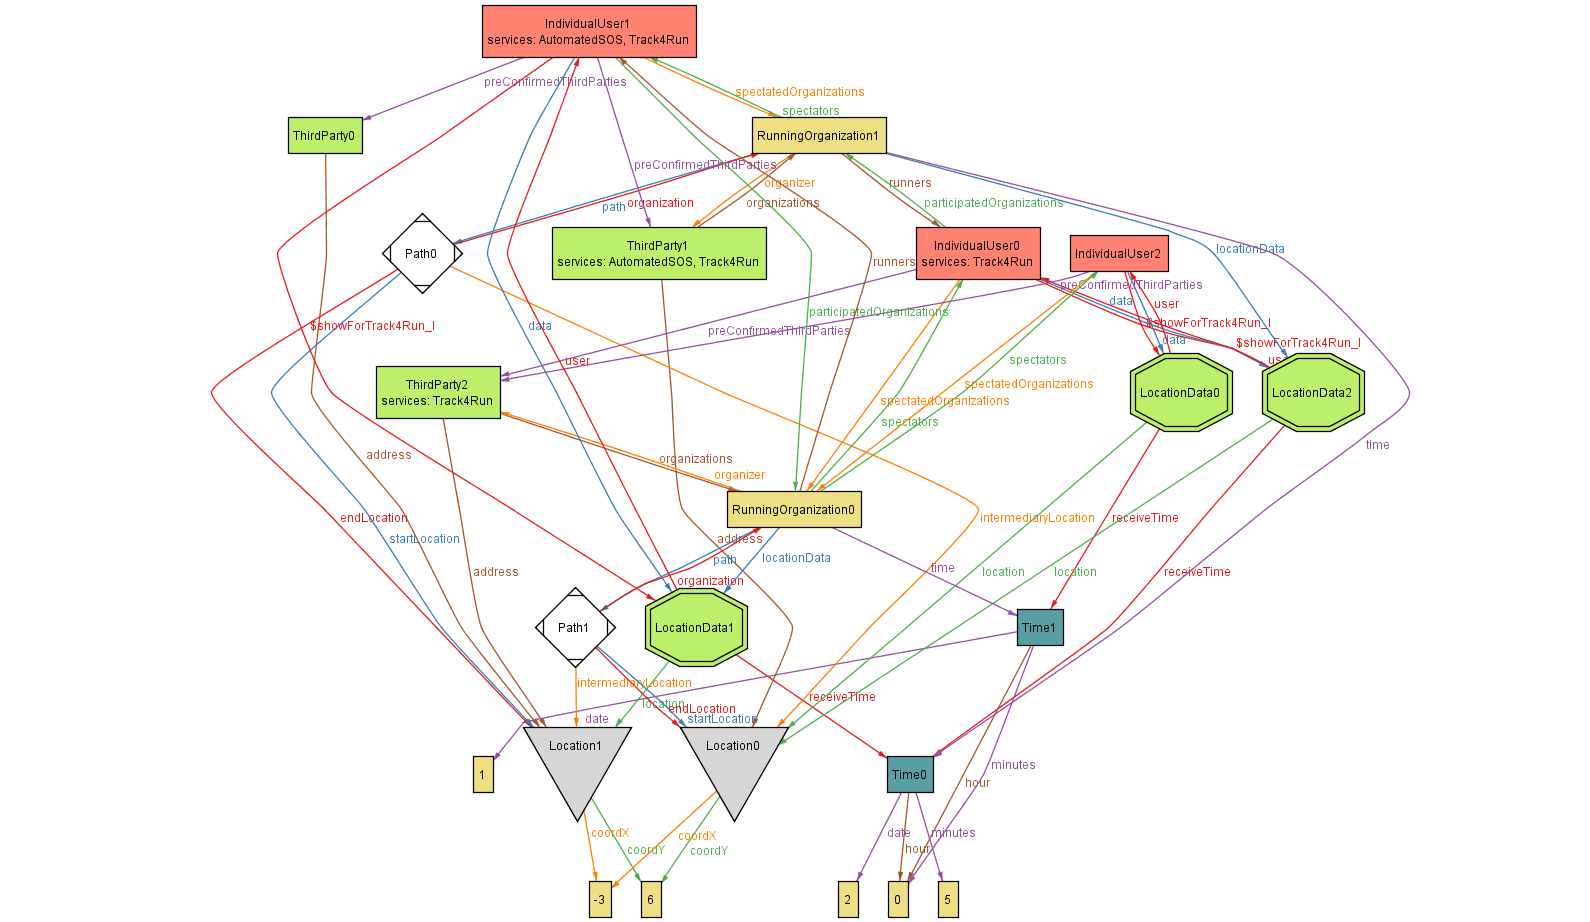 IndividualUser1
services: AutomatedSOS, Track4Run
preConfirmedThirdParties
spectatedOrganizations
spectators
ThirdParty0
RunningOrganization1
preConfirmedThirdParties
organizer
runners
path
organization
organizations
participatedOrganizations
Path0
ThirdParty1
services: AutomatedSOS, Track4Run
IndividualUser0
services: Track4Run
IndividualUser2
locationData
runners
preConfirmedThirdParties
data
user
$showForTrack4Run_l
data
participatedOrganizations
$showForTrack4Run_l
preConfirmedThirdParties
data
$showForTrack4Run_l
user
spectators
ThirdParty2
services: Track4Run
spectatedOrganizations
LocationData0
LocationData2
spectatedOrganizations
spectators
time
address
organizations
organizer
RunningOrganization0
endLocation
intermediaryLocation
receiveTime
startLocation
address
path
locationData
time
address
organization
location
location
receiveTime
Path1
LocationData1
Time1
intermediaryLocation
location
endLocation
receiveTime
date
startLocation
Location1
Location0
1
Time0
minutes
hour
coordX
coordY
coordX
coordY
date
minutes
hour
-3
6
2
0
5